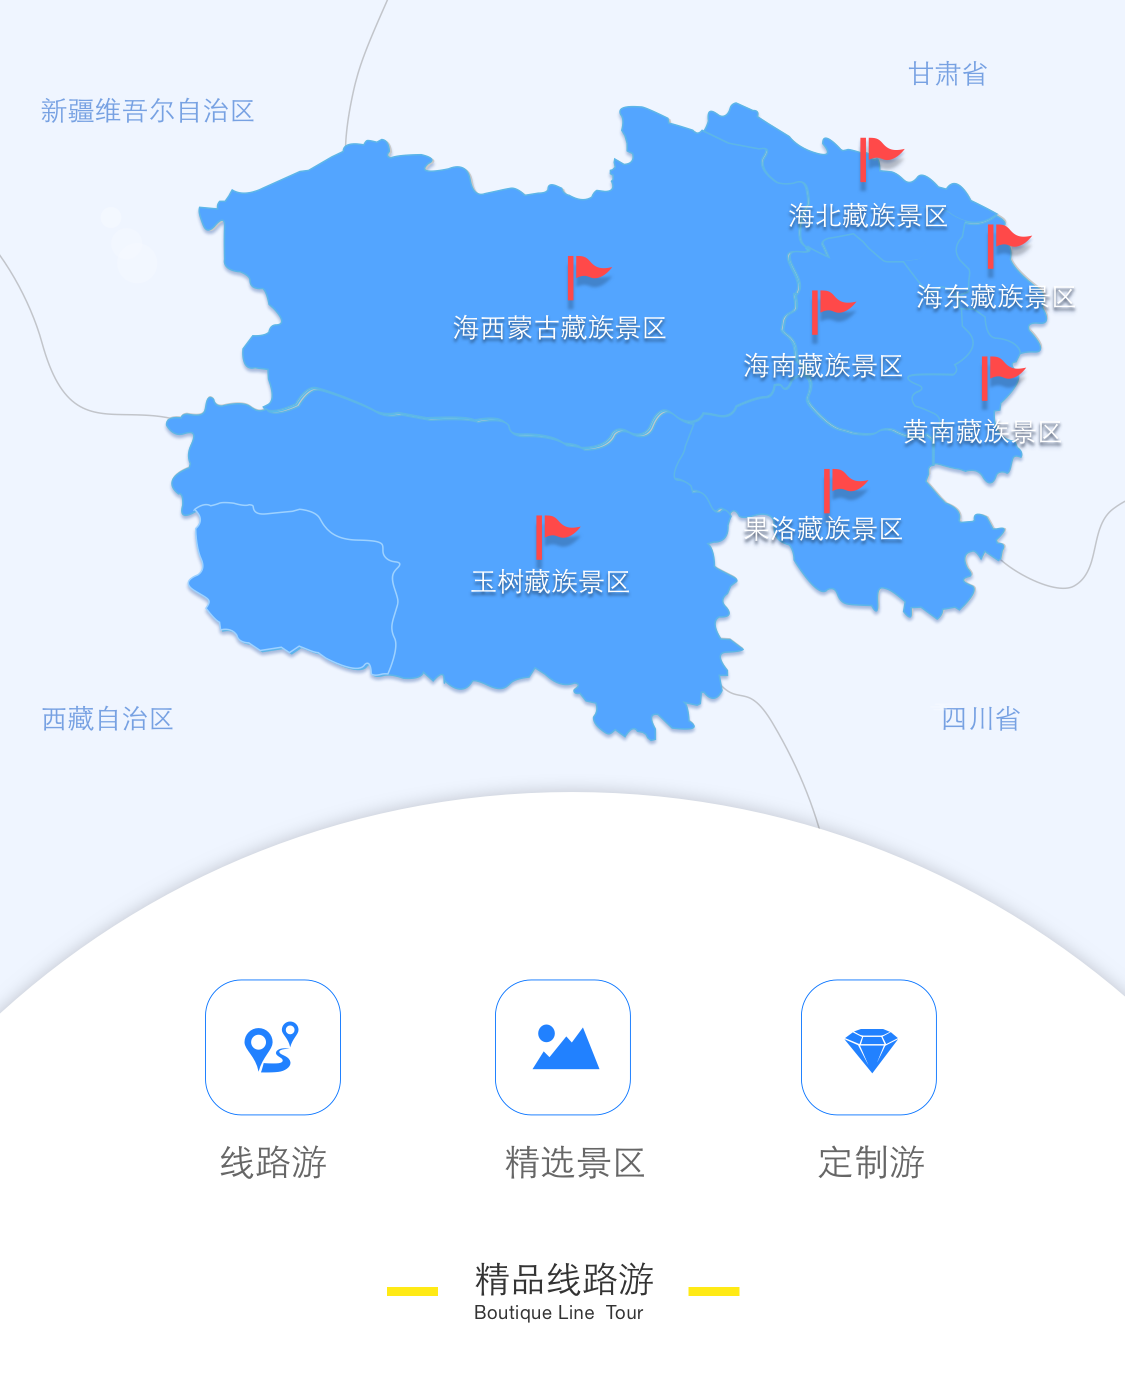 甘肃省
新疆维吾尔自治区
海北藏族景区
海东藏族景区
海西蒙古藏族景区
海南藏族景区
黄南藏族景区
果洛藏族景区
玉树藏族景区
西藏自治区
四川省
线路游
精选景区
定制游
精品线路游
Boutique Line Tour